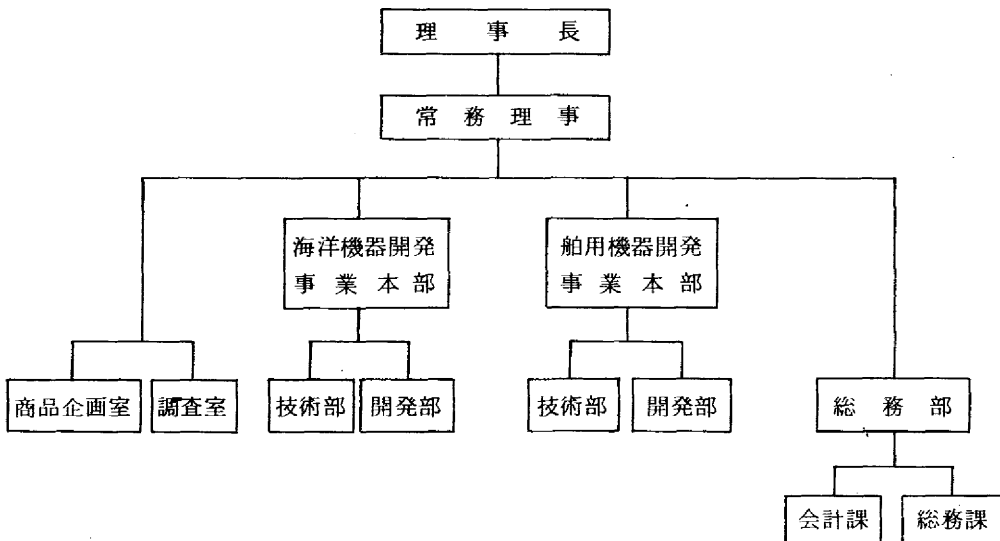 理事長
常務理事
海洋機器開発
事業本部
舶用機器開発
事業本部
商品企画室
調査室
技術部
開発部
技術部
開発部
総務部
会計課
総務課